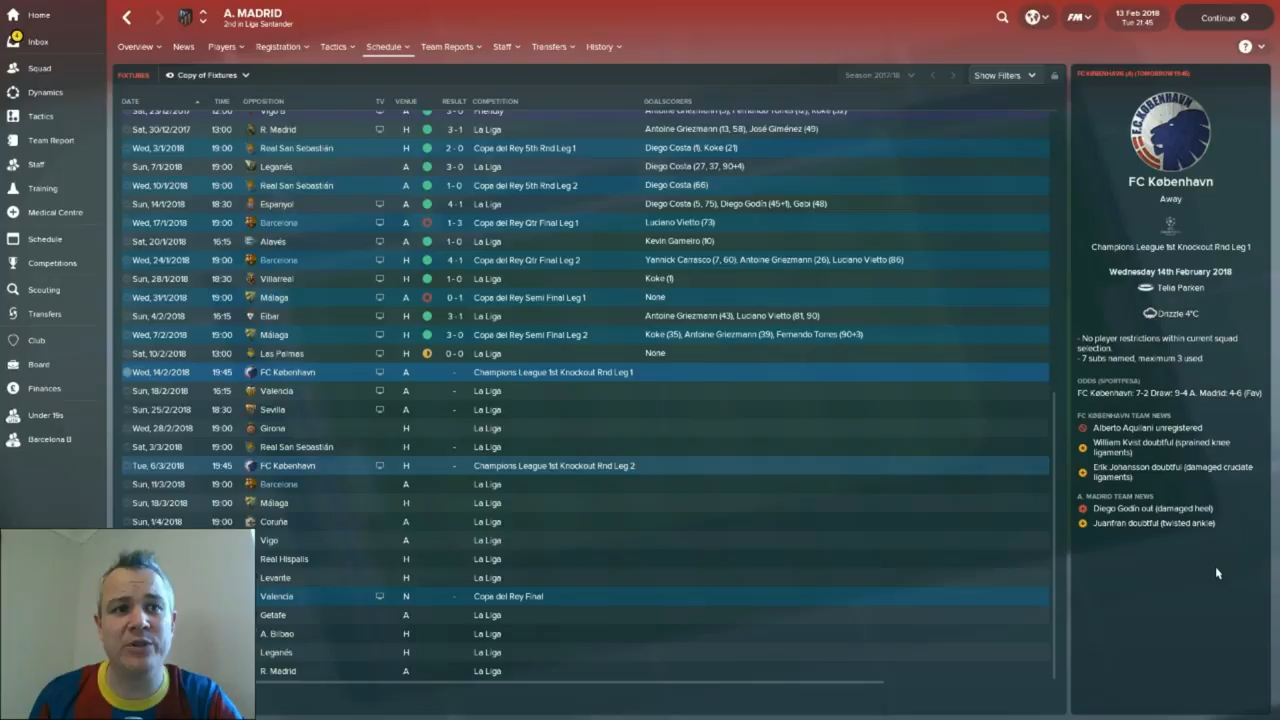 Home
Inbox
4
Squad
Dynamics
Tactics
Team Report
Staff
Training
Medical Centre
Schedule
Competitions
Scouting
Transfers
Club
Board
Finances
Under 19s
Barcelona B
A. MADRID
2nd in Liga Santander
FM
13 Feb 2018
Tue 21:45
Continue
Overview News Players Registration Tactics Schedule Team Reports Staff Transfers History
?
FIXTURES Copy of Fixtures Season 2017/18 Show Filters
DATE TIME OPPOSITION TV VENUE RESULT COMPETITION GOALSCORERS
Sat, 23/12/2017 12:00 Vigo B A 3-0 Friendly
Sat, 30/12/2017 13:00 R. Madrid H 3-1 La Liga Antoine Griezmann (13, 58), José Giménez (49)
Wed, 3/1/2018 19:00 Real San Sebastián H 2-0 Copa del Rey 5th Rnd Leg 1 Diego Costa (1), Koke (21)
Sun, 7/1/2018 19:00 Leganés A 3-0 La Liga Diego Costa (27, 37, 90+4)
Wed, 10/1/2018 19:00 Real San Sebastián A 1-0 Copa del Rey 5th Rnd Leg 2 Diego Costa (66)
Sun, 14/1/2018 18:30 Espanyol A 4-1 La Liga Diego Costa (5, 75), Diego Godín (45+1), Gabi (48)
Wed, 17/1/2018 19:00 Barcelona A 1-3 Copa del Rey Qtr Final Leg 1 Luciano Vietto (73)
Sat, 20/1/2018 16:15 Alavés A 1-0 La Liga Kevin Gameiro (10)
Wed, 24/1/2018 19:00 Barcelona H 4-1 Copa del Rey Qtr Final Leg 2 Yannick Carrasco (7, 60), Antoine Griezmann (26), Luciano Vietto (86)
Sun, 28/1/2018 18:30 Villarreal H 1-0 La Liga Koke (1)
Wed, 31/1/2018 19:00 Málaga A 0-1 Copa del Rey Semi Final Leg 1 None
Sun, 4/2/2018 16:15 Eibar H 3-1 La Liga Antoine Griezmann (43), Luciano Vietto (81, 90)
Wed, 7/2/2018 19:00 Málaga H 3-0 Copa del Rey Semi Final Leg 2 Koke (35), Antoine Griezmann (39), Fernando Torres (90+3)
Sat, 10/2/2018 13:00 Las Palmas H 0-0 La Liga None
Wed, 14/2/2018 19:45 FC København A - Champions League 1st Knockout Rnd Leg 1
Sun, 18/2/2018 16:15 Valencia A - La Liga
Sun, 25/2/2018 18:30 Sevilla A - La Liga
Wed, 28/2/2018 19:00 Girona H - La Liga
Sat, 3/3/2018 19:00 Real San Sebastián H - La Liga
Tue, 6/3/2018 19:45 FC København H - Champions League 1st Knockout Rnd Leg 2
Sun, 11/3/2018 19:00 Barcelona A La Liga
Sun, 18/3/2018 19:00 Málaga H La Liga
Sun, 1/4/2018 19:00 Coruña A La Liga
Vigo A La Liga
Real Hispalis H La Liga
Levante H La Liga
Valencia N - Copa del Rey Final
Getafe A La Liga
A. Bilbao H La Liga
Leganés H La Liga
R. Madrid A La Liga
FC KØBENHAVN (A) (TOMORROW 19:45)
F.C. KØBENHAVN
FC København
Away
Champions League 1st Knockout Rnd Leg 1
Wednesday 14th February 2018
Telia Parken
Drizzle 4°C
- No player restrictions within current squad
selection.
- 7 subs named, maximum 3 used
ODDS (SPORTPESA)
FC København: 7-2 Draw: 9-4 A. Madrid: 4-6 (Fav)
FC KØBENHAVN TEAM NEWS
Alberto Aquilani unregistered
William Kvist doubtful (sprained knee
ligaments)
Erik Johansson doubtful (damaged cruciate
ligaments)
A. MADRID TEAM NEWS
Diego Godín out (damaged heel)
Juanfran doubtful (twisted ankle)